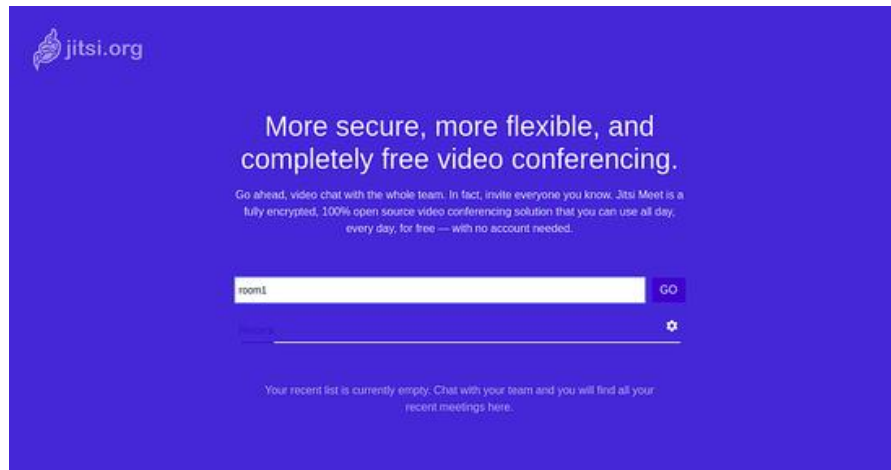 jitsi.org
More secure, more flexible, and
completely free video conferencing.
Go ahead, video chat with the whole team. In fact, invite everyone you know. Jitsi Meet is a
fully encrypted, 100% open source video conferencing solution that you can use all day,
every day, for free — with no account needed.
room1
GO
Your recent list is currently empty. Chat with your team and you will find all your
recent meetings here.